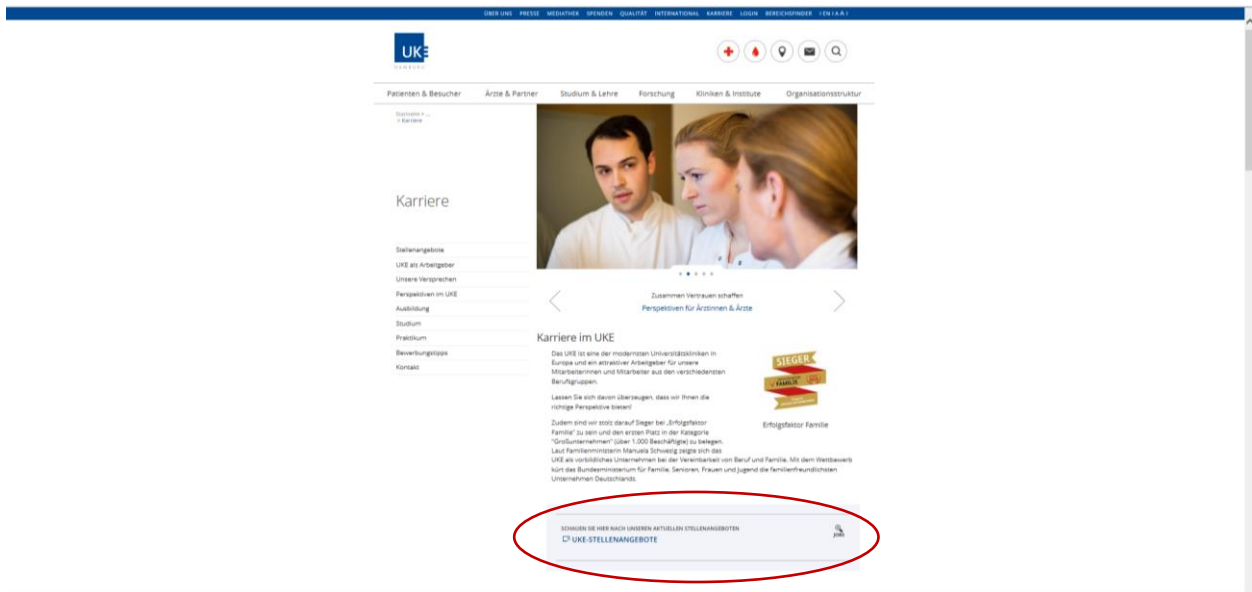 ÜBER UNS PRESSE MEDIATHEK SPENDEN QUALITÄT INTERNATIONAL KARRIERE LOGIN BEREICHSFINDER | EN | A A |
UKE
HAMBURG
Patienten & Besucher Ärzte & Partner Studium & Lehre Forschung Kliniken & Institute Organisationsstruktur
Startseite > ...
> Karriere
Karriere
Stellenangebote
UKE als Arbeitgeber
Unsere Versprechen
Perspektiven im UKE
Ausbildung
Studium
Praktikum
Bewerbungstipps
Kontakt
Zusammen Vertrauen schaffen
Perspektiven für Ärztinnen & Ärzte
Karriere im UKE
Das UKE ist eine der modernsten Universitätskliniken in
Europa und ein attraktiver Arbeitgeber für unsere
Mitarbeiterinnen und Mitarbeiter aus den verschiedensten
Berufsgruppen.
Lassen Sie sich davon überzeugen, dass wir Ihnen die
richtige Perspektive bieten!
Zudem sind wir stolz darauf Sieger bei „Erfolgsfaktor
Familie" zu sein und den ersten Platz in der Kategorie
"Großunternehmen" (über 1.000 Beschäftigte) zu belegen.
Laut Familienministerin Manuela Schwesig zeigte sich das
UKE als vorbildliches Unternehmen bei der Vereinbarkeit von Beruf und Familie. Mit dem Wettbewerb
kürt das Bundesministerium für Familie, Senioren, Frauen und Jugend die familienfreundlichsten
Unternehmen Deutschlands.
SIEGER
FAMILIE
Erfolgsfaktor Familie
SCHAUEN SIE HIER NACH UNSEREN AKTUELLEN STELLENANGEBOTEN
UKE-STELLENANGEBOTE
Jobs